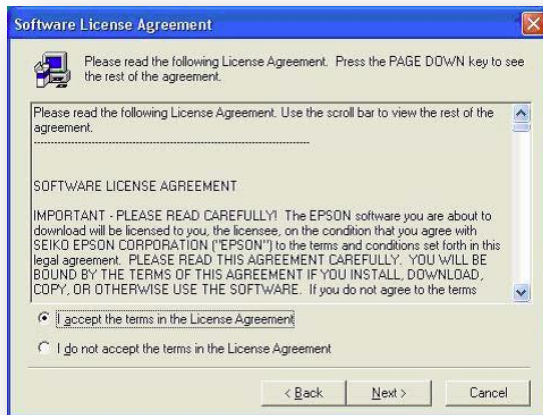 Software License Agreement
Please read the following License Agreement. Press the PAGE DOWN key to see
the rest of the agreement.
Please read the following License Agreement. Use the scroll bar to view the rest of the
agreement.
--------------------------------------------------------------------------------
SOFTWARE LICENSE AGREEMENT
IMPORTANT - PLEASE READ CAREFULLY! The EPSON software you are about to
download will be licensed to you, the licensee, on the condition that you agree with
SEIKO EPSON CORPORATION ("EPSON") to the terms and conditions set forth in this
legal agreement. PLEASE READ THIS AGREEMENT CAREFULLY. YOU WILL BE
BOUND BY THE TERMS OF THIS AGREEMENT IF YOU INSTALL, DOWNLOAD,
COPY, OR OTHERWISE USE THE SOFTWARE. If you do not agree to the terms
I accept the terms in the License Agreement
I do not accept the terms in the License Agreement
< Back Next > Cancel